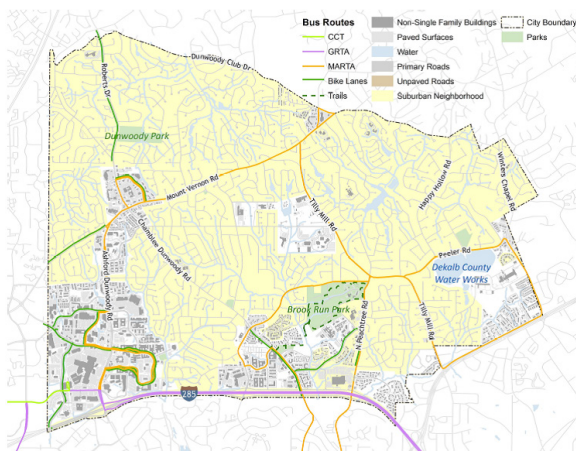 Bus Routes
CCT
GRTA
MARTA
Bike Lanes
Trails
Non-Single Family Buildings
Paved Surfaces
Water
Primary Roads
Unpaved Roads
Suburban Neighborhood
City Boundary
Parks
Dunwoody Club Dr
Roberts Dr
Dunwoody Park
Mount Vernon Rd
Chamblee Dunwoody Rd
Ashford Dunwoody Rd
Tilly Mill Rd
Happy Hollow Rd
Winters Chapel Rd
Peeler Rd
Dekalb County
Water Works
Brook Run Park
N Peachtree Rd
Tilly Mill Rd
285